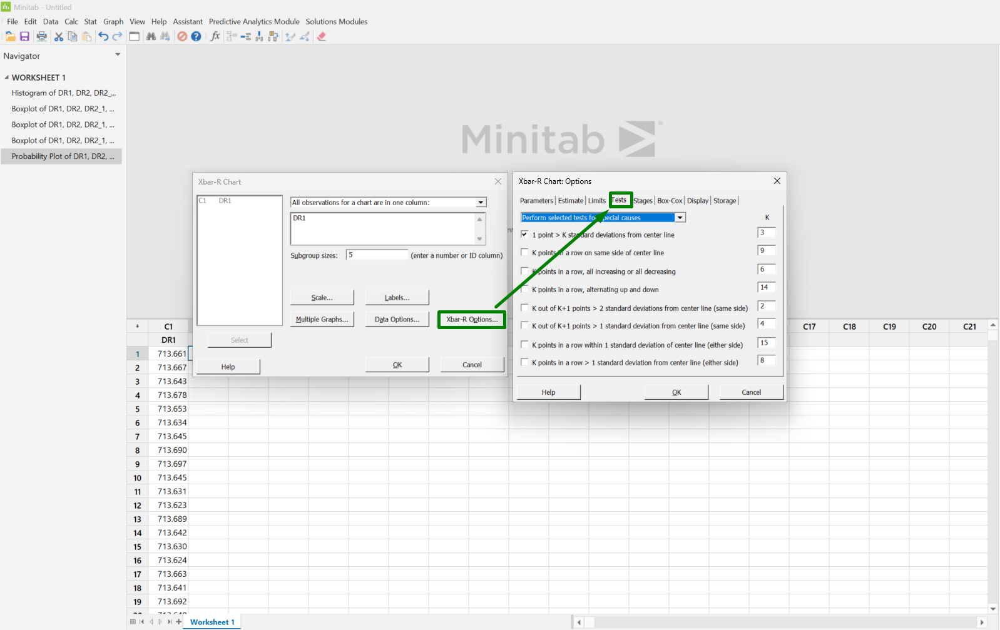 Minitab - Untitled
File Edit Data Calc Stat Graph View Help Assistant Predictive Analytics Module Solutions Modules
Navigator
WORKSHEET 1
Histogram of DR1, DR2, DR2_...
Boxplot of DR1, DR2, DR2_1, ...
Boxplot of DR1, DR2, DR2_1, ...
Boxplot of DR1, DR2, DR2_1, ...
Probability Plot of DR1, DR2, ...
Minitab
Xbar-R Chart
C1 DR1
All observations for a chart are in one column:
DR1
Subgroup sizes: 5 (enter a number or ID column)
Scale... Labels...
Multiple Graphs... Data Options... Xbar-R Options...
Select
Help OK Cancel
Xbar-R Chart: Options
Parameters Estimate Limits Tests Stages Box-Cox Display Storage
Perform selected tests for special causes K
1 point > K standard deviations from center line 3
K points in a row on same side of center line 9
K points in a row, all increasing or all decreasing 6
K points in a row, alternating up and down 14
K out of K+1 points > 2 standard deviations from center line (same side) 2
K out of K+1 points > 1 standard deviation from center line (same side) 4
K points in a row within 1 standard deviation of center line (either side) 15
K points in a row > 1 standard deviation from center line (either side) 8
Help OK Cancel
C1 C17 C18 C19 C20 C21
DR1
1 713.661
2 713.667
3 713.643
4 713.678
5 713.653
6 713.634
7 713.645
8 713.690
9 713.697
10 713.645
11 713.631
12 713.623
13 713.689
14 713.642
15 713.630
16 713.624
17 713.663
18 713.641
19 713.692
Worksheet 1